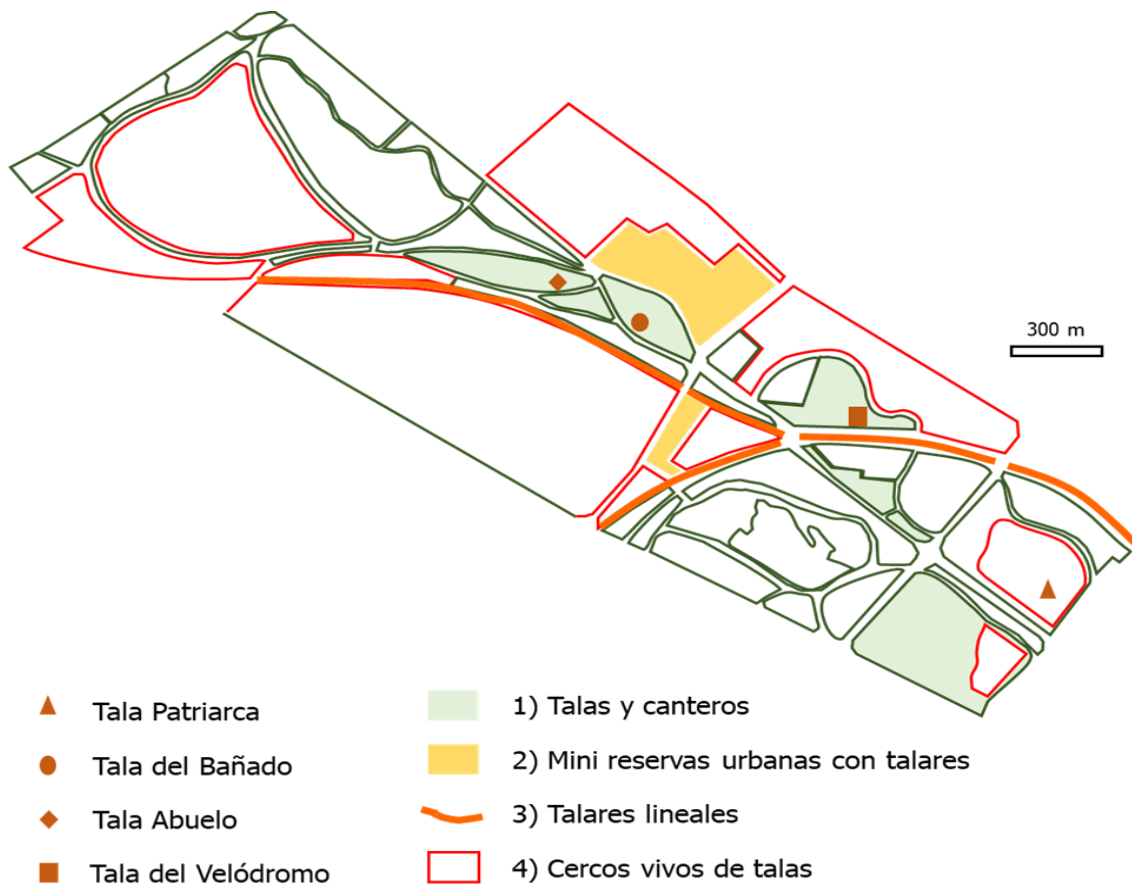 300 m
Tala Patriarca
Tala del Bañado
Tala Abuelo
Tala del Velódromo
1) Talas y canteros
2) Mini reservas urbanas con talares
3) Talares lineales
4) Cercos vivos de talas